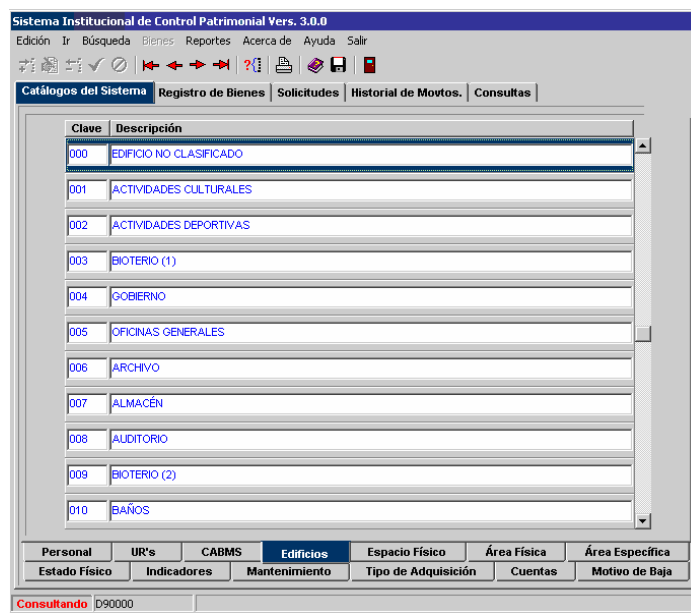 Sistema Institucional de Control Patrimonial Vers. 3.0.0
Edición Ir Búsqueda Bienes Reportes Acerca de Ayuda Salir
Catálogos del Sistema Registro de Bienes Solicitudes Historial de Movtos. Consultas
Clave Descripción
000 EDIFICIO NO CLASIFICADO
001 ACTIVIDADES CULTURALES
002 ACTIVIDADES DEPORTIVAS
003 BIOTERIO (1)
004 GOBIERNO
005 OFICINAS GENERALES
006 ARCHIVO
007 ALMACÉN
008 AUDITORIO
009 BIOTERIO (2)
010 BAÑOS
Personal UR's CABMS Edificios Espacio Físico Área Física Área Específica
Estado Físico Indicadores Mantenimiento Tipo de Adquisición Cuentas Motivo de Baja
Consultando D90000